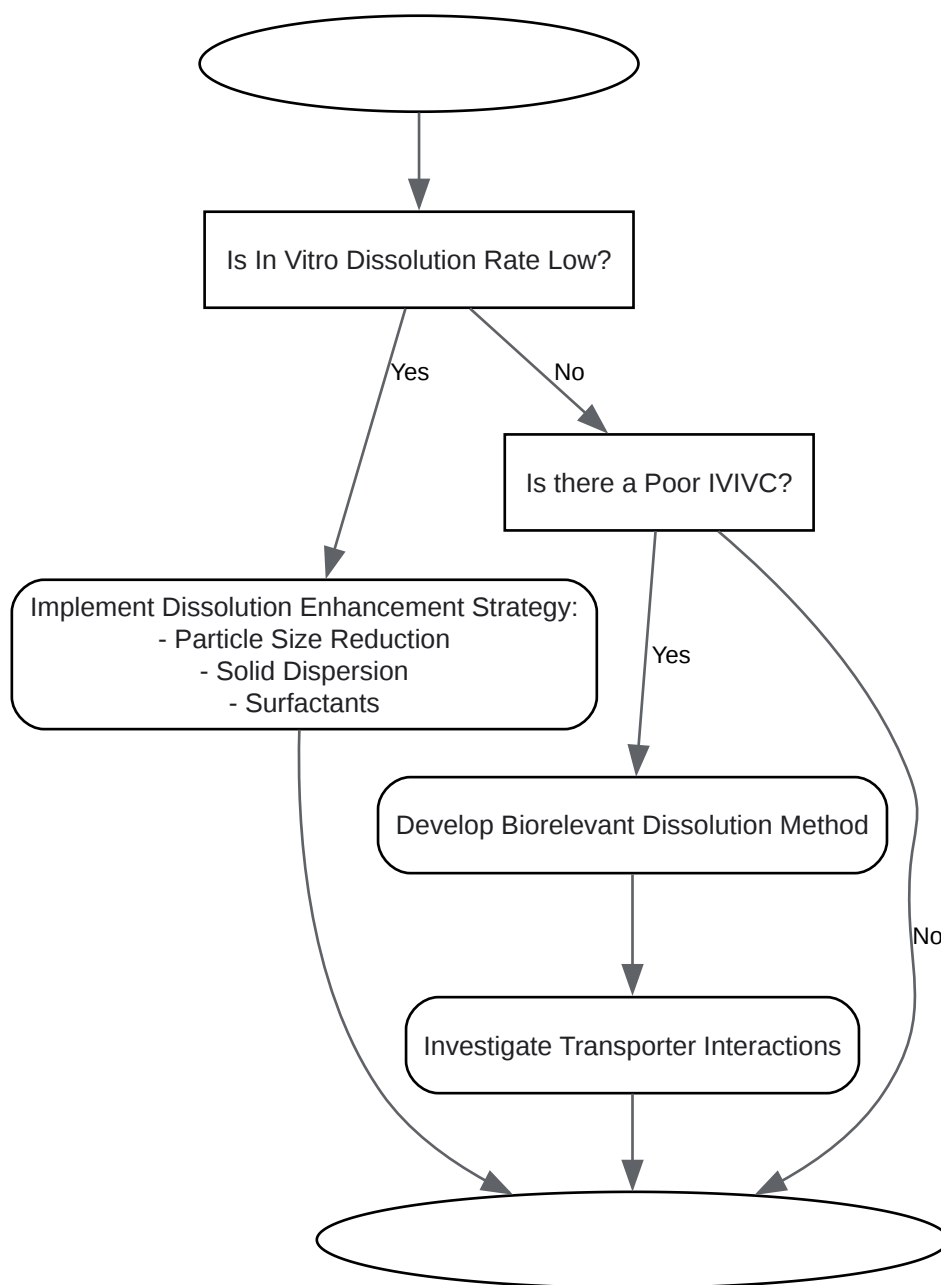 Is In Vitro Dissolution Rate Low?
Yes
No
Is there a Poor IVIVC?
Implement Dissolution Enhancement Strategy:
- Particle Size Reduction
- Solid Dispersion
- Surfactants
Yes
Develop Biorelevant Dissolution Method
No
Investigate Transporter Interactions